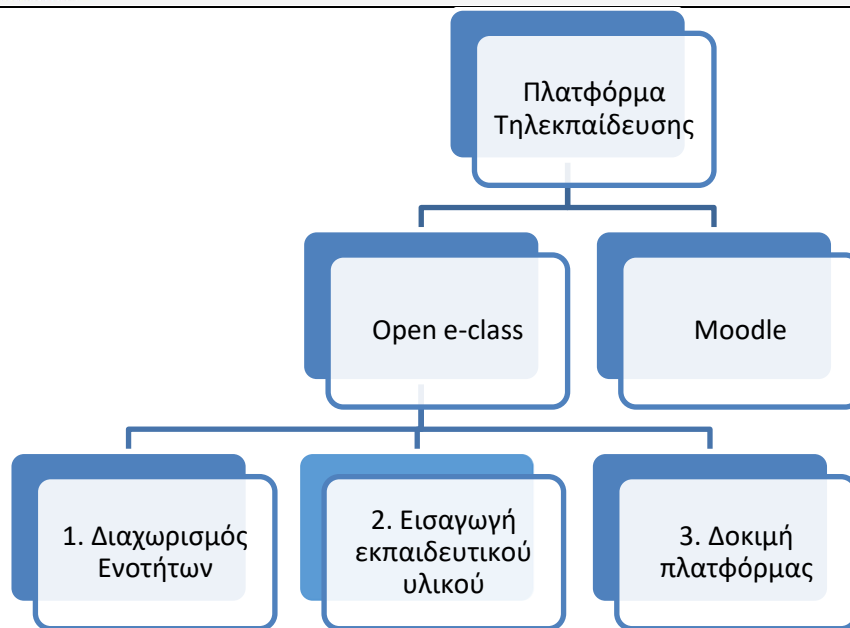 Πλατφόρμα
Τηλεκπαίδευσης
Open e-class
Moodle
1. Διαχωρισμός
Ενοτήτων
2. Εισαγωγή
εκπαιδευτικού
υλικού
3. Δοκιμή
πλατφόρμας